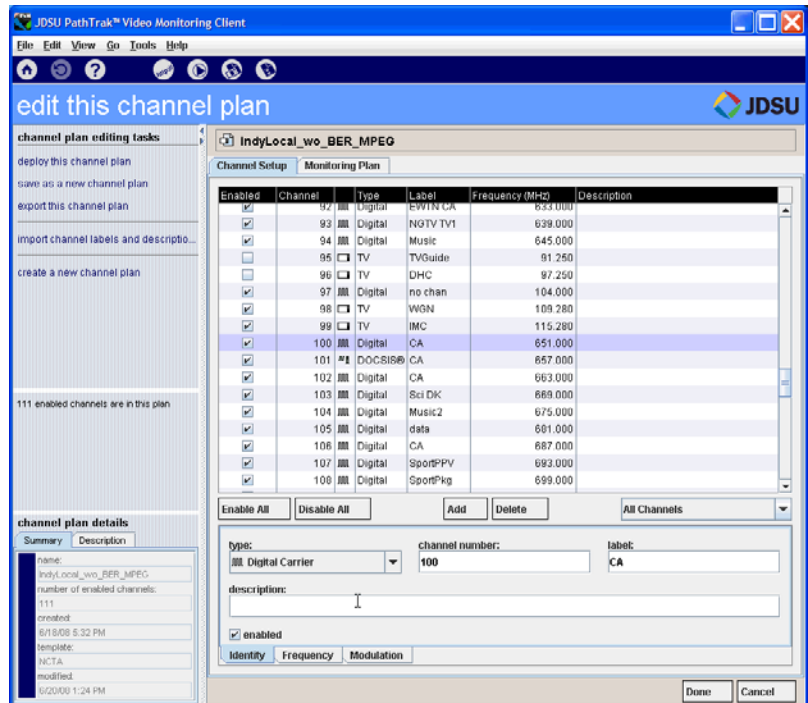 JDSU PathTrak™ Video Monitoring Client
File Edit View Go Tools Help
edit this channel plan
JDSU
channel plan editing tasks
deploy this channel plan
save as a new channel plan
export this channel plan
import channel labels and descriptio...
create a new channel plan
111 enabled channels are in this plan
channel plan details
Summary Description
name:
IndyLocal_wo_BER_MPEG
number of enabled channels:
111
created:
6/18/08 5:32 PM
template:
NCTA
modified:
6/20/08 1:24 PM
IndyLocal_wo_BER_MPEG
Channel Setup Monitoring Plan
Enabled Channel Type Label Frequency (MHz) Description
92 Digital EWTN CA 633.000
93 Digital NGTV TV1 639.000
94 Digital Music 645.000
95 TV TVGuide 91.250
96 TV DHC 97.250
97 Digital no chan 104.000
98 TV WGN 109.280
99 TV IMC 115.280
100 Digital CA 651.000
101 DOCSIS® CA 657.000
102 Digital CA 663.000
103 Digital Sci DK 669.000
104 Digital Music2 675.000
105 Digital data 681.000
106 Digital CA 687.000
107 Digital SportPPV 693.000
108 Digital SportPkg 699.000
Enable All Disable All Add Delete All Channels
type: channel number: label:
Digital Carrier 100 CA
description:
enabled
Identity Frequency Modulation
Done Cancel